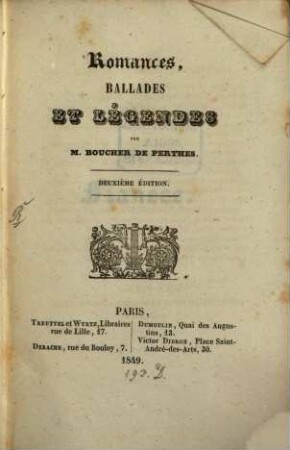 Romances,
BALLADES
ET LÉGENDES
PAR
M. BOUCHER DE PERTHES.
DEUXIÈME ÉDITION.
PARIS,
TREUTTEL et WURTZ, Libraires
rue de Lille, 17.
DERACHE, rue du Bouloy, 7.
DUMOULIN, Quai des Augus-
tins, 13.
VICTOR DIDRON, Place Saint-
André-des-Arts, 30.
1849.
193. D.